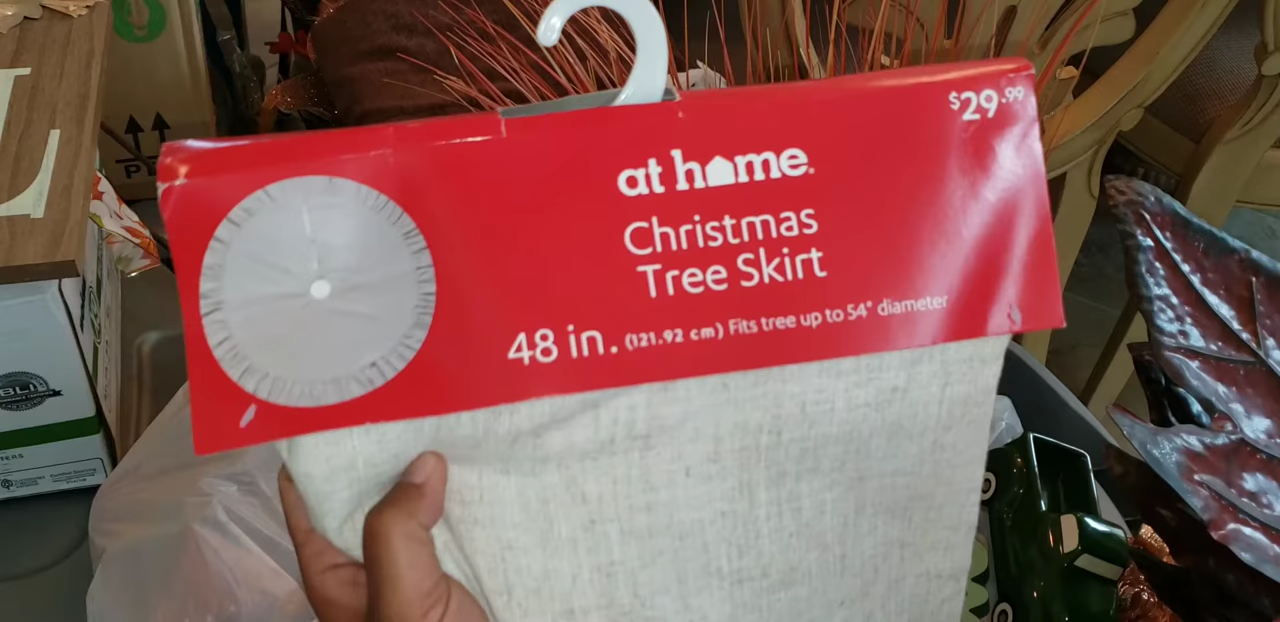 $29.99
at home.
Christmas
Tree Skirt
48 in. (121.92 cm) Fits tree up to 54" diameter
L